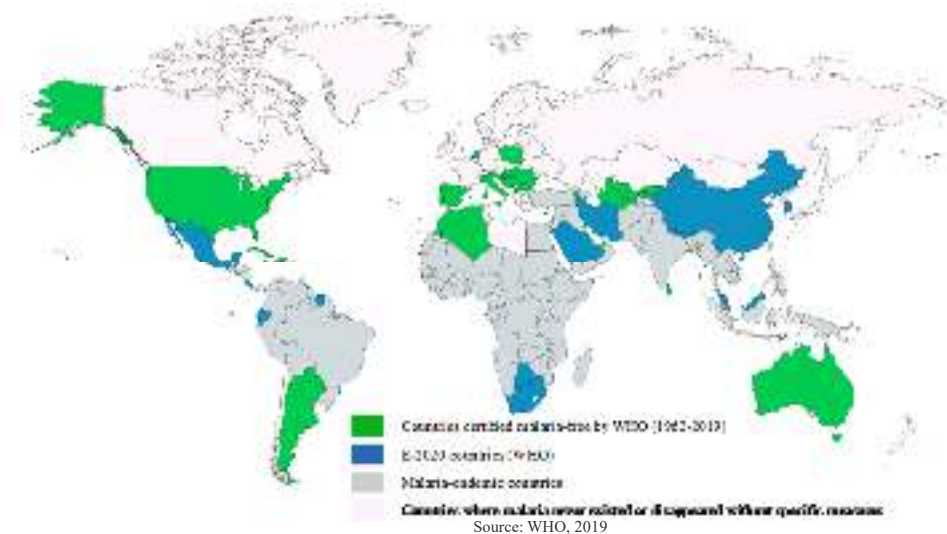 Countries certified malaria-free by WHO (1962-2019)
E-2020 countries (WHO)
Malaria-endemic countries
Countries where malaria never existed or disappeared without specific measures
Source: WHO, 2019